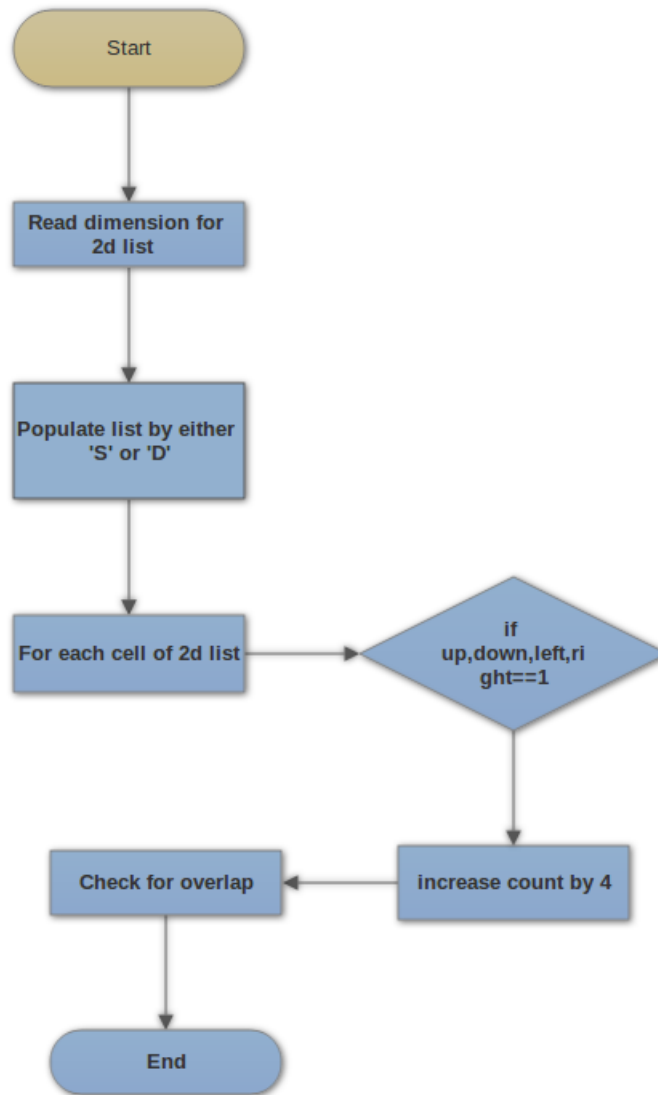 Start
Read dimension for
2d list
Populate list by either
'S' or 'D'
For each cell of 2d list
if
up,down,left,ri
ght==1
increase count by 4
Check for overlap
End